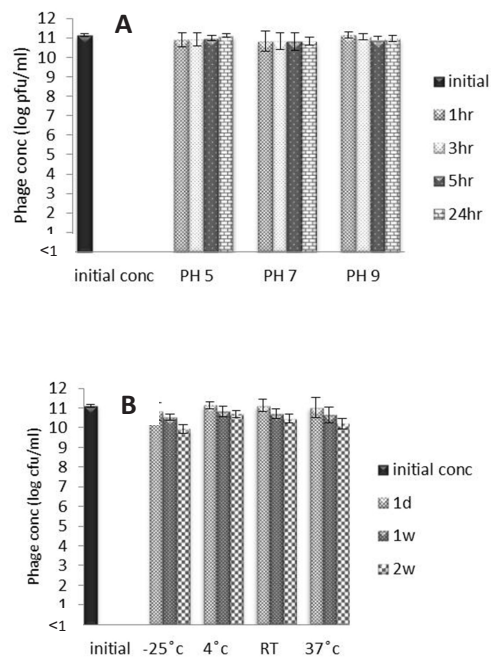 A
Phage conc (log pfu/ml)
12
11
10
9
8
7
6
5
4
3
2
1
<1
initial conc PH 5 PH 7 PH 9
initial
1hr
3hr
5hr
24hr
B
Phage conc (log cfu/ml)
12
11
10
9
8
7
6
5
4
3
2
1
<1
initial -25˚c 4˚c RT 37˚c
initial conc
1d
1w
2w